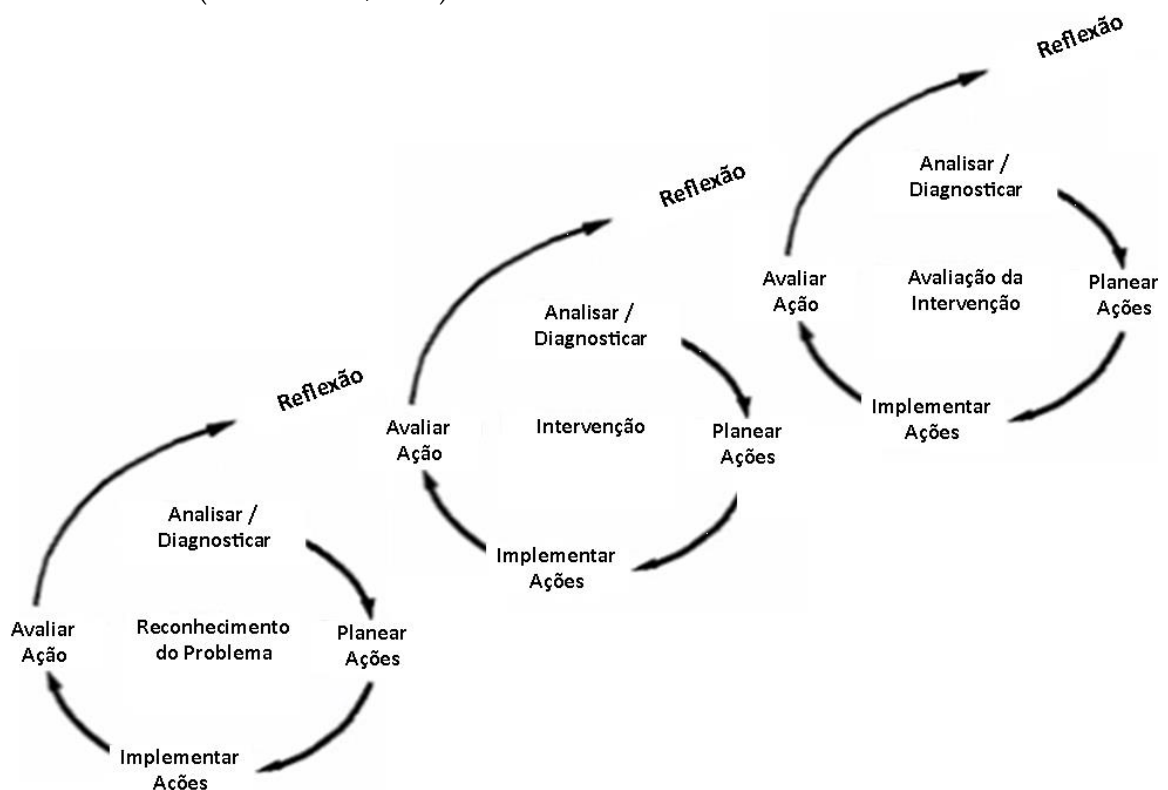 Reflexão
Analisar /
Diagnosticar
Planear
Ações
Implementar
Ações
Avaliar
Ação
Reconhecimento
do Problema
Reflexão
Analisar /
Diagnosticar
Planear
Ações
Implementar
Ações
Avaliar
Ação
Intervenção
Reflexão
Analisar /
Diagnosticar
Planear
Ações
Implementar
Ações
Avaliar
Ação
Avaliação da
Intervenção